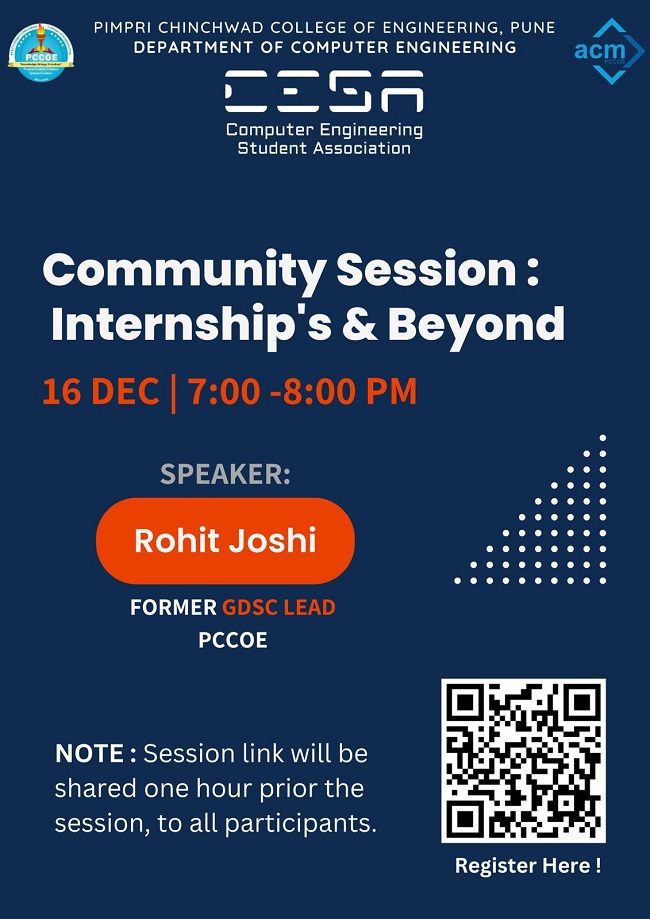 PIMPRI CHINCHWAD COLLEGE OF ENGINEERING, PUNE
DEPARTMENT OF COMPUTER ENGINEERING
PCCOE
acm
PCCOE
CESA
Computer Engineering
Student Association
Community Session :
Internship's & Beyond
16 DEC | 7:00 -8:00 PM
SPEAKER:
Rohit Joshi
FORMER GDSC LEAD
PCCOE
NOTE : Session link will be
shared one hour prior the
session, to all participants.
Register Here !